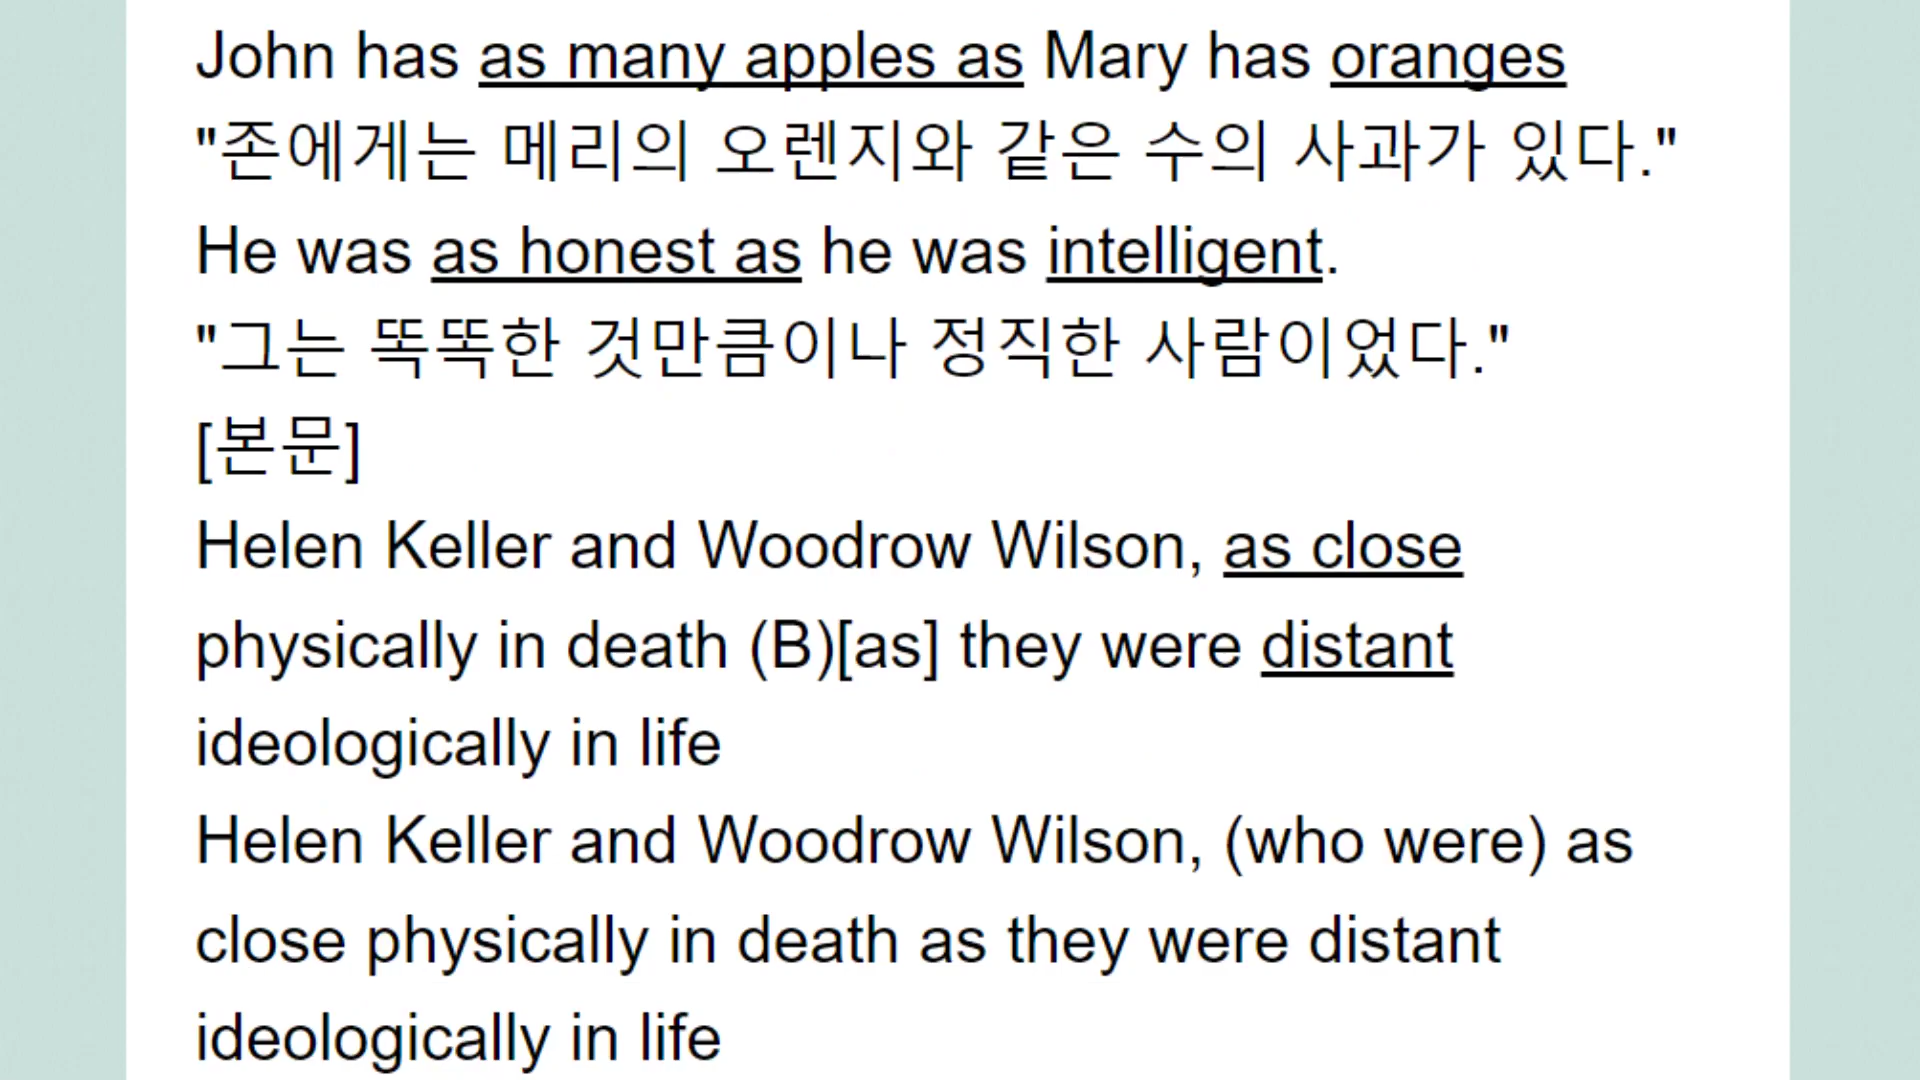 John has as many apples as Mary has oranges
"존에게는 메리의 오렌지와 같은 수의 사과가 있다."
He was as honest as he was intelligent.
"그는 똑똑한 것만큼이나 정직한 사람이었다."
[본문]
Helen Keller and Woodrow Wilson, as close
physically in death (B)[as] they were distant
ideologically in life
Helen Keller and Woodrow Wilson, (who were) as
close physically in death as they were distant
ideologically in life